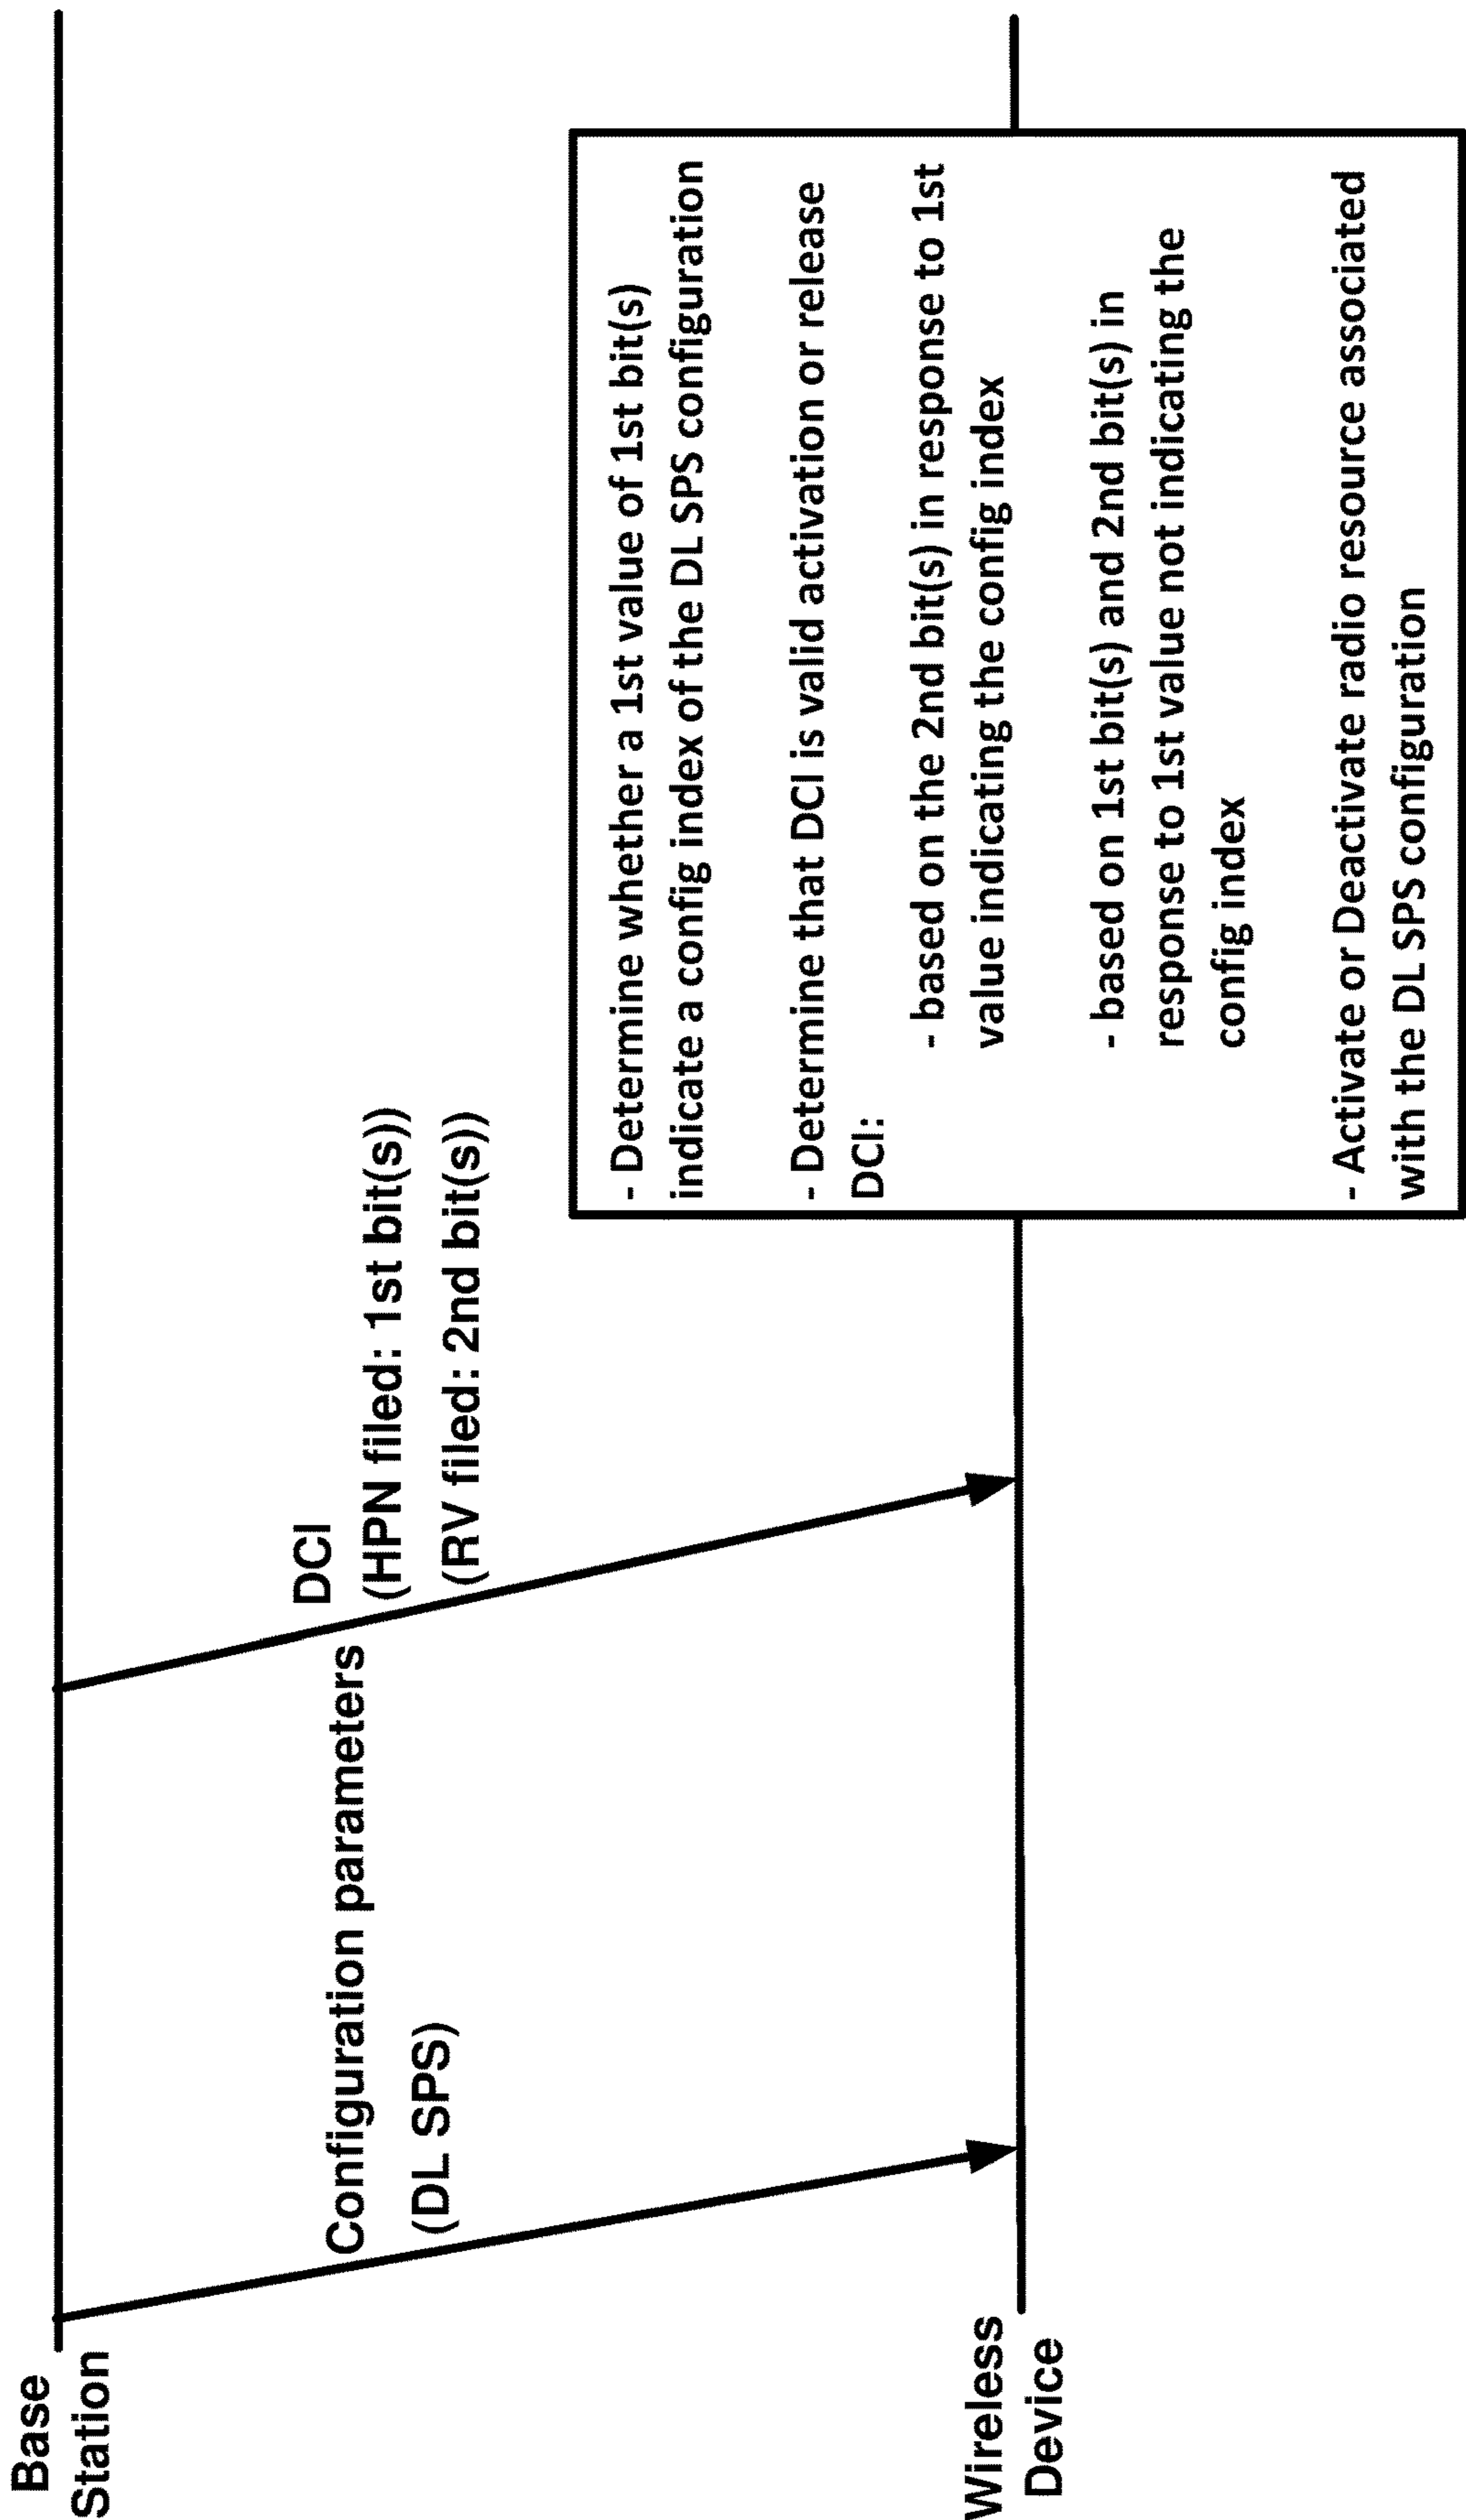 Base
Station
Configuration parameters
(DL SPS)
DCI
(HPN filed: 1st bit(s))
(RV filed: 2nd bit(s))
Wireless
Device
- Determine whether a 1st value of 1st bit(s)
indicate a config index of the DL SPS configuration
- Determine that DCI is valid activation or release
DCI:
- based on the 2nd bit(s) in response to 1st
value indicating the config index
- based on 1st bit(s) and 2nd bit(s) in
response to 1st value not indicating the
config index
- Activate or Deactivate radio resource associated
with the DL SPS configuration